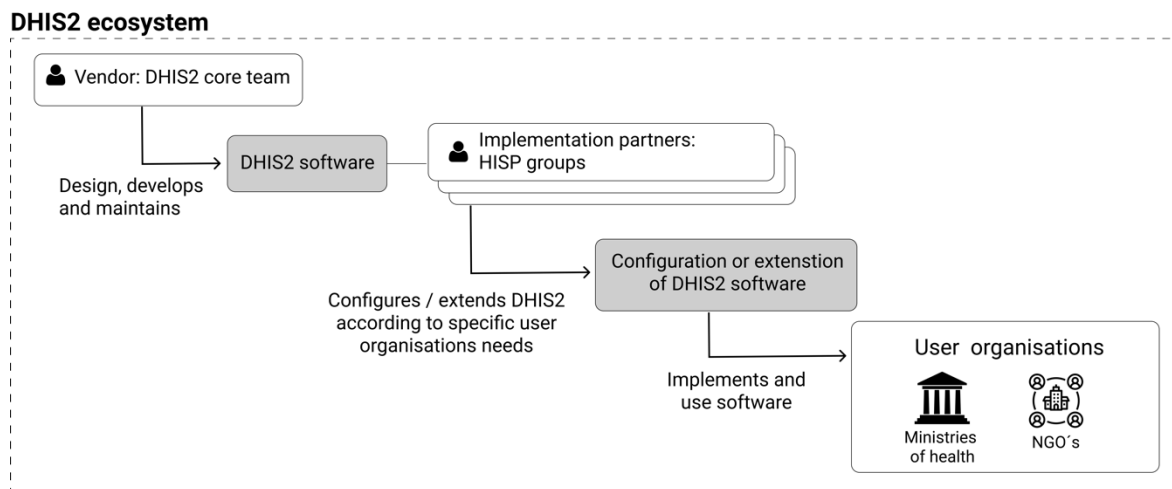 DHIS2 ecosystem
Vendor: DHIS2 core team
DHIS2 software
Implementation partners:
HISP groups
Design, develops
and maintains
Configuration or extenstion
of DHIS2 software
Configures / extends DHIS2
according to specific user
organisations needs
User organisations
Implements and
use software
Ministries
of health
NGO´s